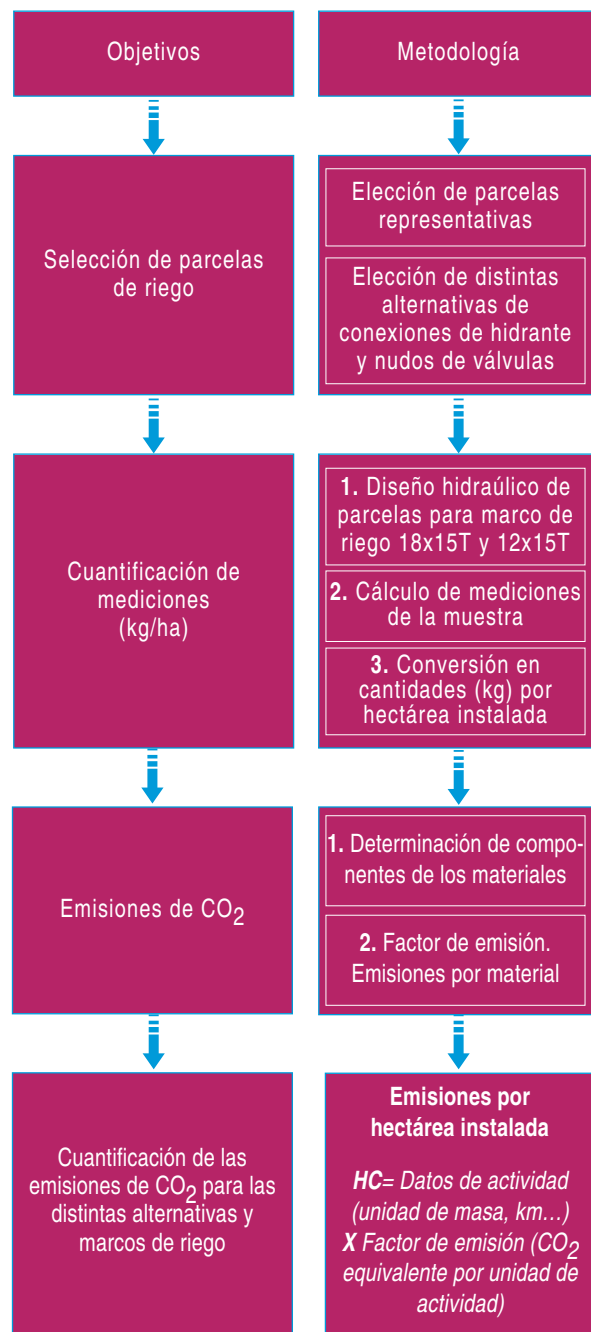 Objetivos
Metodología
Selección de parcelas
de riego
Elección de parcelas
representativas
Elección de distintas
alternativas de
conexiones de hidrante
y nudos de válvulas
Cuantificación de
mediciones
(kg/ha)
1. Diseño hidraúlico de
parcelas para marco de
riego 18x15T y 12x15T
2. Cálculo de mediciones
de la muestra
3. Conversión en
cantidades (kg) por
hectárea instalada
Emisiones de CO2
1. Determinación de compo-
nentes de los materiales
2. Factor de emisión.
Emisiones por material
Cuantificación de las
emisiones de CO2 para las
distintas alternativas y
marcos de riego
Emisiones por
hectárea instalada
HC= Datos de actividad
(unidad de masa, km...)
X Factor de emisión (CO2
equivalente por unidad de
actividad)